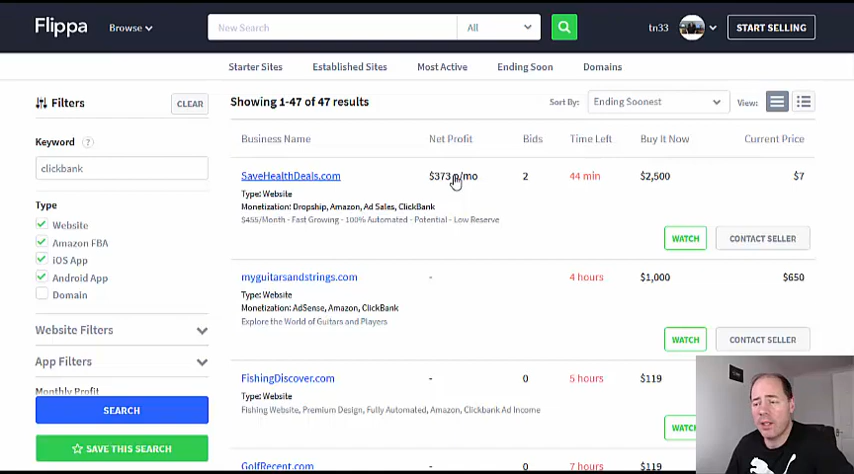 Flippa
Browse
New Search
All
tn33
START SELLING
Starter Sites
Established Sites
Most Active
Ending Soon
Domains
Filters
CLEAR
Showing 1-47 of 47 results
Sort By:
Ending Soonest
View:
Keyword ?
clickbank
Type
Website
Amazon FBA
iOS App
Android App
Domain
Website Filters
App Filters
Monthly Profit
SEARCH
SAVE THIS SEARCH
Business Name
Net Profit
Bids
Time Left
Buy It Now
Current Price
SaveHealthDeals.com
$373 p/mo
2
44 min
$2,500
$7
Type: Website
Monetization: Dropship, Amazon, Ad Sales, ClickBank
$455/Month - Fast Growing - 100% Automated - Potential - Low Reserve
WATCH
CONTACT SELLER
myguitarsandstrings.com
-
4 hours
$1,000
$650
Type: Website
Monetization: AdSense, Amazon, ClickBank
Explore the World of Guitars and Players
WATCH
CONTACT SELLER
FishingDiscover.com
-
0
5 hours
$119
Type: Website
Fishing Website, Premium Design, Fully Automated, Amazon, Clickbank Ad Income
WATCH
GolfRecent.com
-
0
7 hours
$119